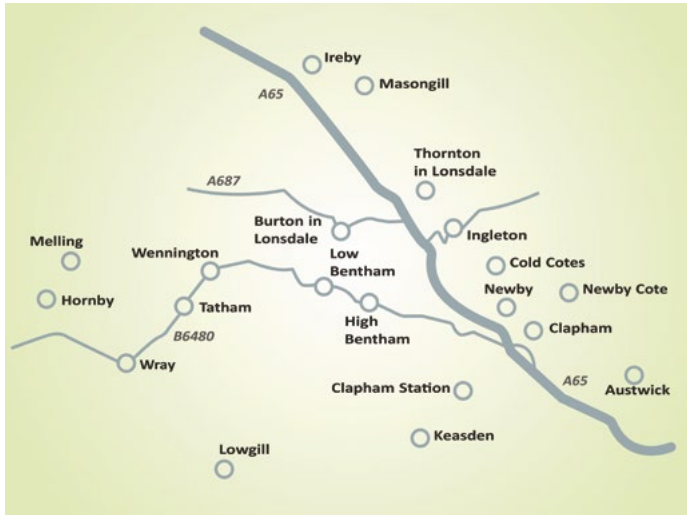 Ireby
Masongill
A65
Thornton
in Lonsdale
A687
Burton in
Lonsdale
Ingleton
Melling
Wennington
Low
Bentham
Cold Cotes
Hornby
Tatham
Newby
Newby Cote
High
Bentham
Clapham
B6480
Wray
Clapham Station
A65
Austwick
Keasden
Lowgill